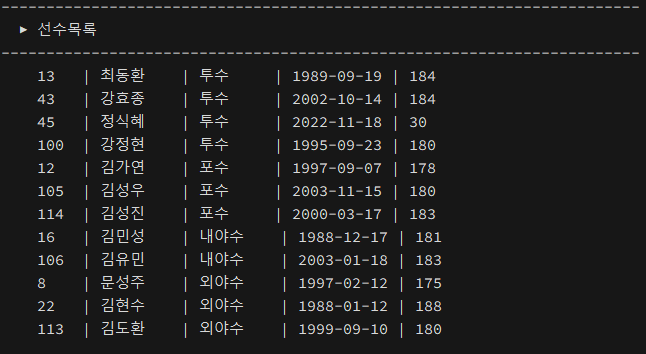 ► 선수목록
13 | 최동환 | 투수 | 1989-09-19 | 184
43 | 강효종 | 투수 | 2002-10-14 | 184
45 | 정식혜 | 투수 | 2022-11-18 | 30
100 | 강정현 | 투수 | 1995-09-23 | 180
12 | 김가연 | 포수 | 1997-09-07 | 178
105 | 김성우 | 포수 | 2003-11-15 | 180
114 | 김성진 | 포수 | 2000-03-17 | 183
16 | 김민성 | 내야수 | 1988-12-17 | 181
106 | 김유민 | 내야수 | 2003-01-18 | 183
8 | 문성주 | 외야수 | 1997-02-12 | 175
22 | 김현수 | 외야수 | 1988-01-12 | 188
113 | 김도환 | 외야수 | 1999-09-10 | 180